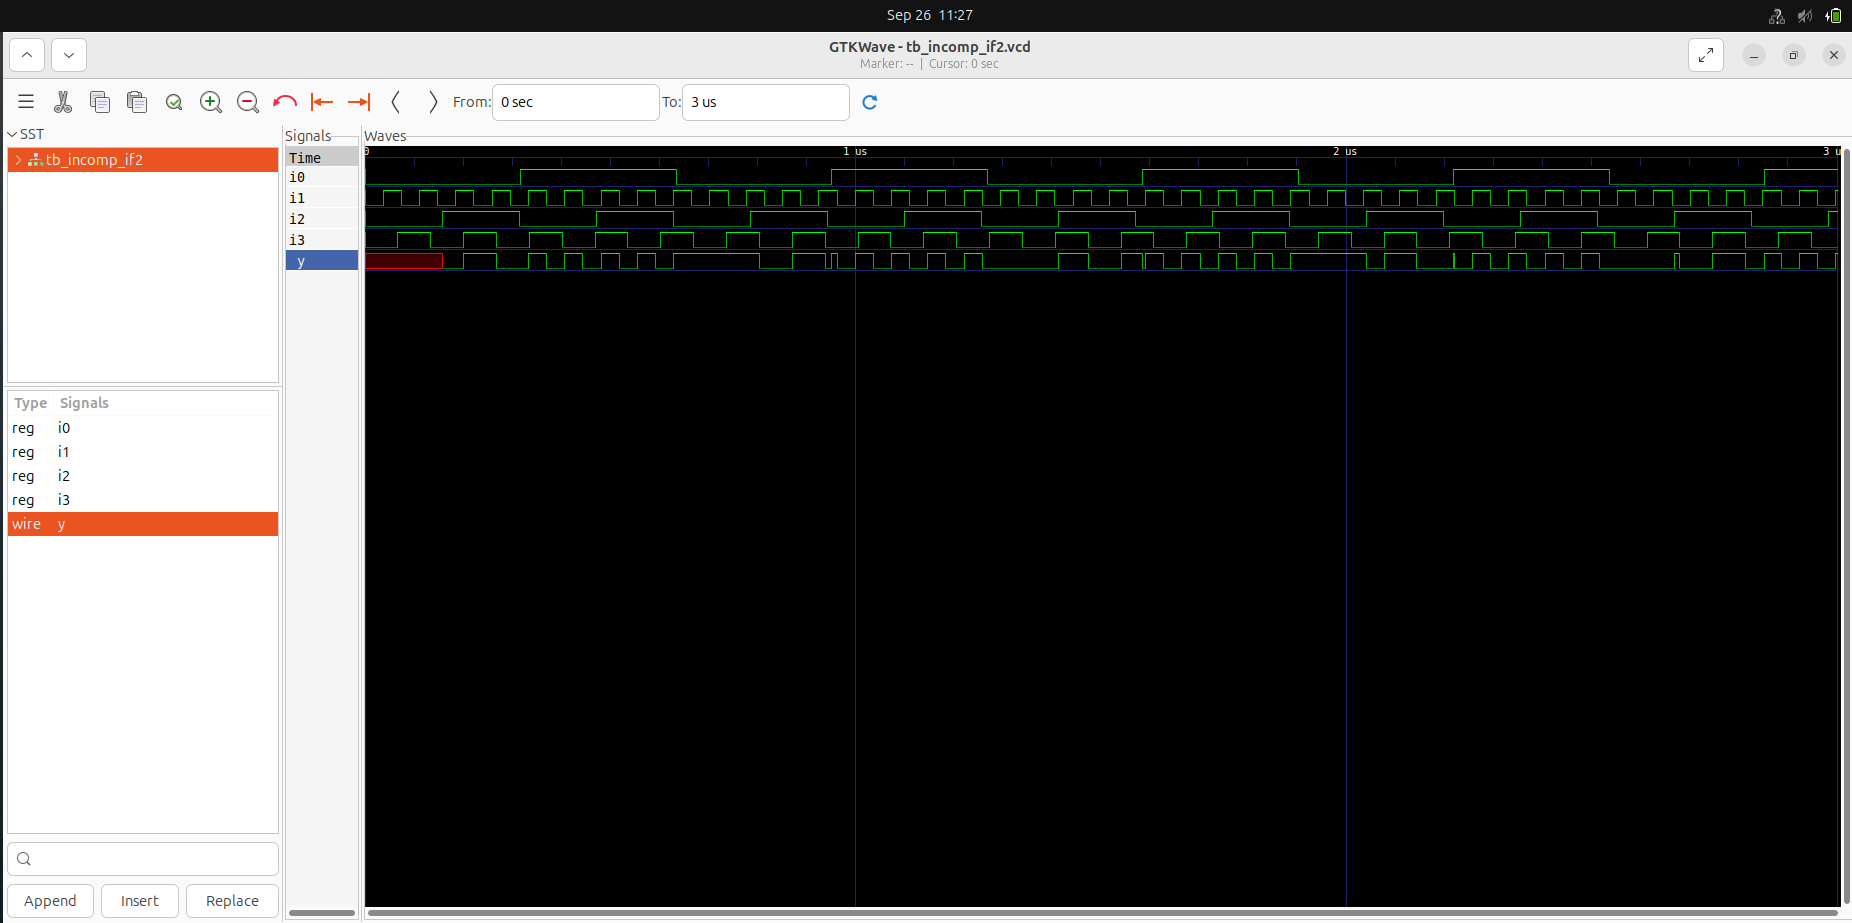 Sep 26 11:27
GTKWave - tb_incomp_if2.vcd
Marker: -- | Cursor: 0 sec
From: 0 sec To: 3 us
SST
tb_incomp_if2
Type Signals
reg i0
reg i1
reg i2
reg i3
wire y
Append Insert Replace
Signals
Time
i0
i1
i2
i3
y
Waves
0 1 us 2 us 3 u